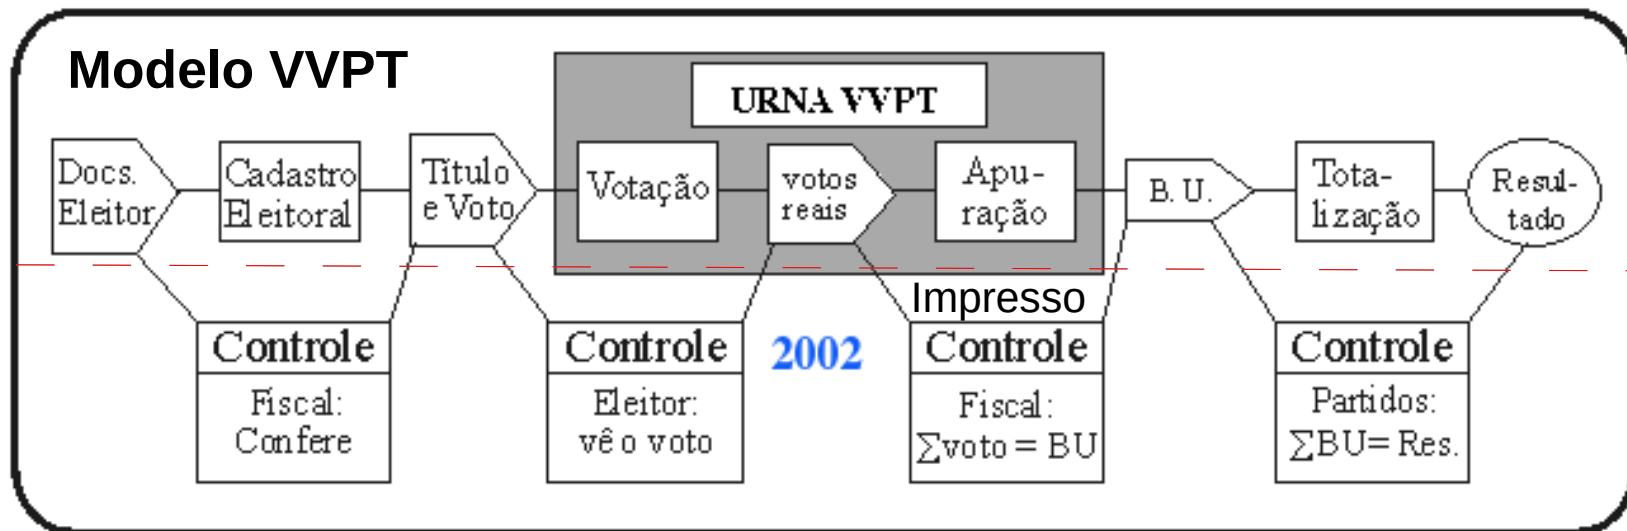 Modelo VVPT
URNA VVPT
Docs.
Eleitor
Cadastro
Eleitoral
Título
e Voto
Votação
votos
reais
Apu-
ração
B. U.
Tota-
lização
Resul-
tado
Impresso
Controle
Fiscal:
Confere
Controle
Eleitor:
vê o voto
2002
Controle
Fiscal:
∑voto = BU
Controle
Partidos:
∑BU= Res.